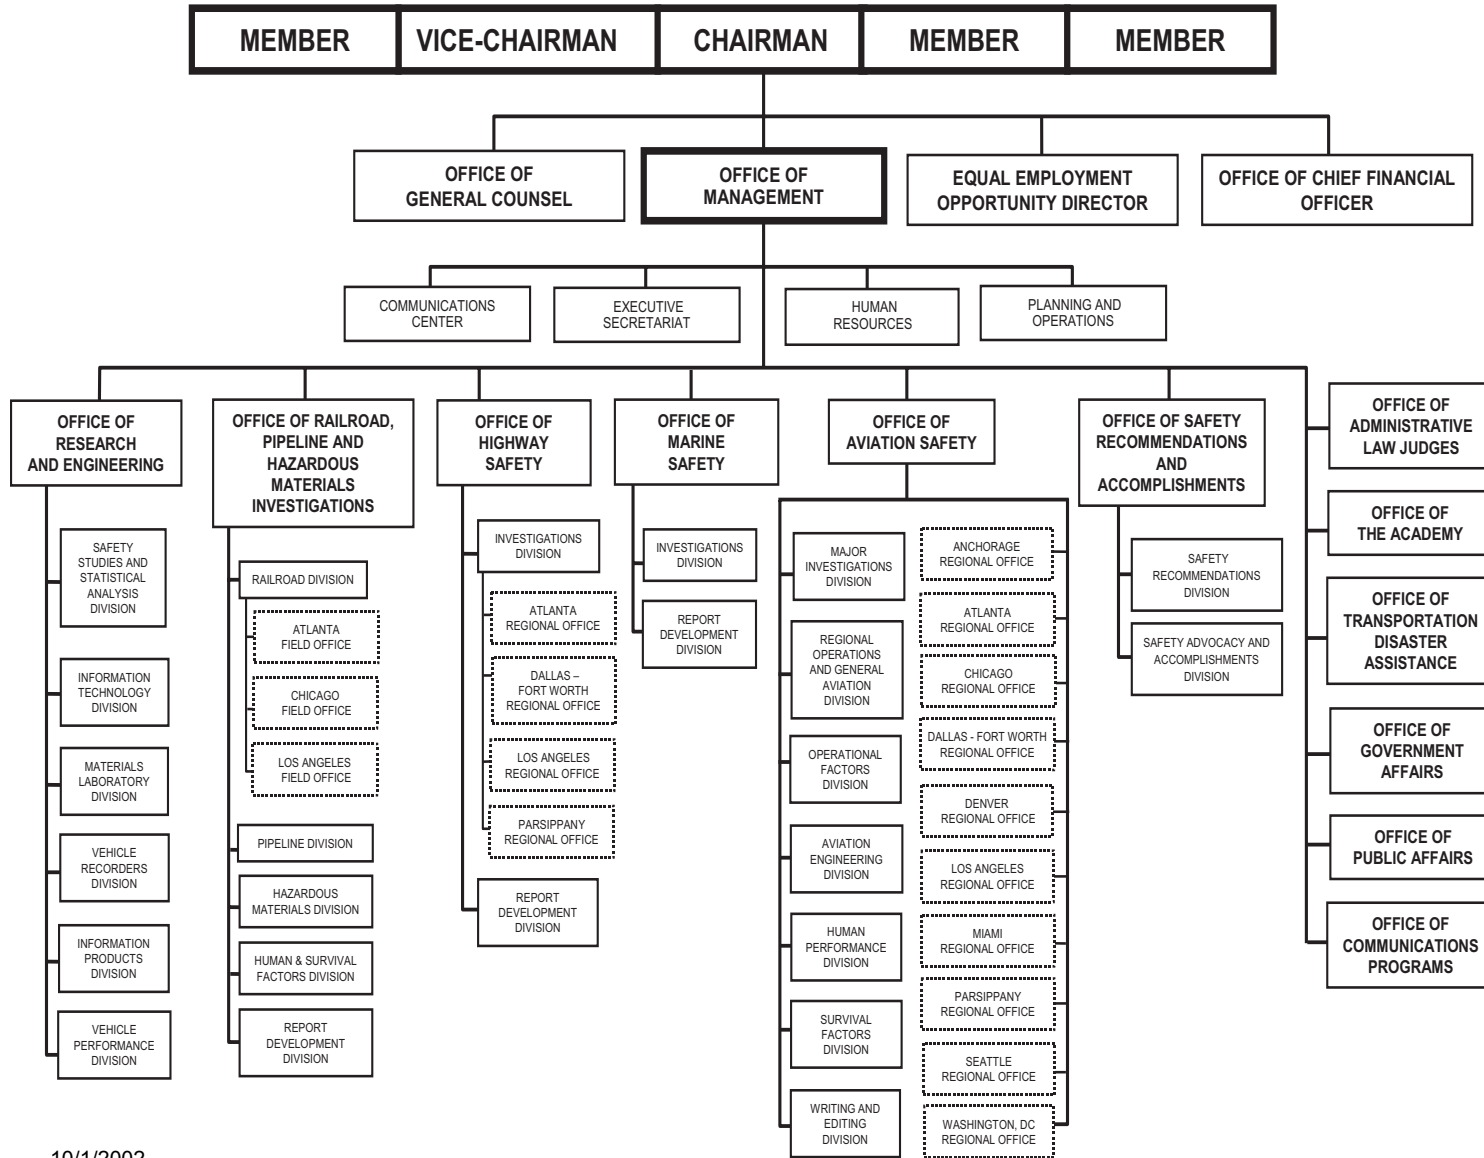 MEMBER
VICE-CHAIRMAN
CHAIRMAN
MEMBER
MEMBER
OFFICE OF
GENERAL COUNSEL
OFFICE OF
MANAGEMENT
EQUAL EMPLOYMENT
OPPORTUNITY DIRECTOR
OFFICE OF CHIEF FINANCIAL
OFFICER
COMMUNICATIONS
CENTER
EXECUTIVE
SECRETARIAT
HUMAN
RESOURCES
PLANNING AND
OPERATIONS
OFFICE OF
RESEARCH
AND ENGINEERING
SAFETY
STUDIES AND
STATISTICAL
ANALYSIS
DIVISION
INFORMATION
TECHNOLOGY
DIVISION
MATERIALS
LABORATORY
DIVISION
VEHICLE
RECORDERS
DIVISION
INFORMATION
PRODUCTS
DIVISION
VEHICLE
PERFORMANCE
DIVISION
OFFICE OF RAILROAD,
PIPELINE AND
HAZARDOUS
MATERIALS
INVESTIGATIONS
RAILROAD DIVISION
ATLANTA
FIELD OFFICE
CHICAGO
FIELD OFFICE
LOS ANGELES
FIELD OFFICE
PIPELINE DIVISION
HAZARDOUS
MATERIALS DIVISION
HUMAN & SURVIVAL
FACTORS DIVISION
REPORT
DEVELOPMENT
DIVISION
OFFICE OF
HIGHWAY
SAFETY
INVESTIGATIONS
DIVISION
ATLANTA
REGIONAL OFFICE
DALLAS –
FORT WORTH
REGIONAL OFFICE
LOS ANGELES
REGIONAL OFFICE
PARSIPPANY
REGIONAL OFFICE
REPORT
DEVELOPMENT
DIVISION
OFFICE OF
MARINE
SAFETY
INVESTIGATIONS
DIVISION
REPORT
DEVELOPMENT
DIVISION
OFFICE OF
AVIATION SAFETY
MAJOR
INVESTIGATIONS
DIVISION
REGIONAL
OPERATIONS
AND GENERAL
AVIATION
DIVISION
OPERATIONAL
FACTORS
DIVISION
AVIATION
ENGINEERING
DIVISION
HUMAN
PERFORMANCE
DIVISION
SURVIVAL
FACTORS
DIVISION
WRITING AND
EDITING
DIVISION
ANCHORAGE
REGIONAL OFFICE
ATLANTA
REGIONAL OFFICE
CHICAGO
REGIONAL OFFICE
DALLAS - FORT WORTH
REGIONAL OFFICE
DENVER
REGIONAL OFFICE
LOS ANGELES
REGIONAL OFFICE
MIAMI
REGIONAL OFFICE
PARSIPPANY
REGIONAL OFFICE
SEATTLE
REGIONAL OFFICE
WASHINGTON, DC
REGIONAL OFFICE
OFFICE OF SAFETY
RECOMMENDATIONS
AND
ACCOMPLISHMENTS
SAFETY
RECOMMENDATIONS
DIVISION
SAFETY ADVOCACY AND
ACCOMPLISHMENTS
DIVISION
OFFICE OF
ADMINISTRATIVE
LAW JUDGES
OFFICE OF
THE ACADEMY
OFFICE OF
TRANSPORTATION
DISASTER
ASSISTANCE
OFFICE OF
GOVERNMENT
AFFAIRS
OFFICE OF
PUBLIC AFFAIRS
OFFICE OF
COMMUNICATIONS
PROGRAMS
10/1/2002